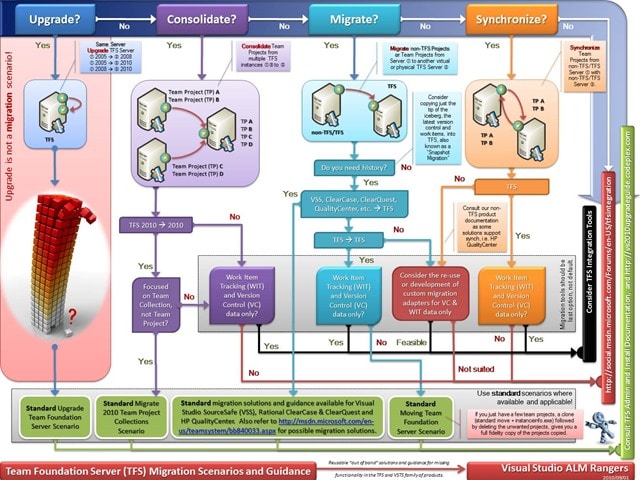 Upgrade?
No
Consolidate?
No
Migrate?
No
Synchronize?
No
Yes
Yes
Yes
Yes
Same Server
Upgrade TFS Server
① 2005 → ② 2008
① 2005 → ② 2010
① 2008 → ② 2010
Consolidate Team
Projects from
multiple TFS
instances ①② to ③
Migrate non-TFS Projects
or Team Projects from
Server ① to another virtual
or physical TFS Server ②
Synchronize
Team
Projects from
non-TFS/TFS
Server ① with
non-TFS/TFS
Server ②.
Upgrade is not a migration scenario!
TFS
Team Project (TP) A
Team Project (TP) B
TP A
TP B
TP C
TP D
Team Project (TP) C
Team Project (TP) D
non-TFS/TFS
TFS
Consider
copying just the
tip of the
iceberg, the
latest version
control and
work items, into
TFS, also
known as a
"Snapshot
Migration"
TP A
TP B
TP A
TP B
Do you need history?
Yes
No
VSS, ClearCase, ClearQuest,
QualityCenter, etc. → TFS
TFS
No
Yes
Consult our non-
TFS product
documentation
as some
solutions support
synch, i.e. HP
QualityCenter
TFS 2010 → 2010
No
TFS → TFS
No
Yes
Yes
Yes
Focused on
Team
Collection,
not Team
Project?
No
Work Item
Tracking (WIT)
and Version
Control (VC)
data only?
Work Item
Tracking (WIT)
and Version
Control (VC)
data only?
Consider the re-use
or development of
custom migration
adapters for VC &
WIT data only
Work Item
Tracking (WIT)
and Version
Control (VC)
data only?
Migration tools should be
last option, not default
Consider TFS Integration Tools
http://social.msdn.microsoft.com/Forums/en-US/tfsintegration
Consult TFS Admin and Install Documentation, and http://vs2010upgradeguide.codeplex.com
Yes
Yes
Yes
No
Feasible
Yes
No
Not suited
No
Standard Upgrade
Team Foundation
Server Scenario
Standard Migrate
2010 Team Project
Collections
Scenario
Standard migration solutions and guidance available for Visual
Studio SourceSafe (VSS), Rational ClearCase & ClearQuest and
HP QualityCenter. Also refer to http://msdn.microsoft.com/en-
us/teamsystem/bb840033.aspx for possible migration solutions.
Standard
Moving Team
Foundation
Server Scenario
Use standard scenarios where
available and applicable!
If you just have a few team projects, a clone
(Standard move + instanceinfo exe) followed
by deleting the unwanted projects, gives you a
full fidelity copy of the projects copied.
Team Foundation Server (TFS) Migration Scenarios and Guidance
Reusable "out of band" solutions and guidance for missing
functionality in the TFS and VSTS family of products.
Visual Studio ALM Rangers
2010/09/01